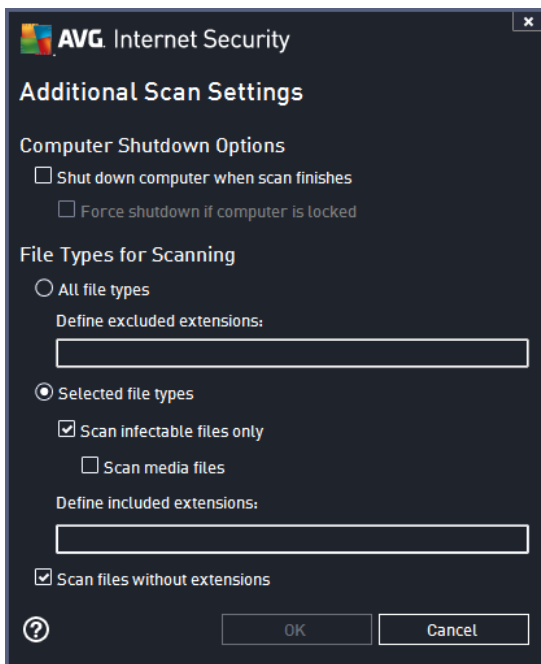 AVG. Internet Security
Additional Scan Settings
Computer Shutdown Options
Shut down computer when scan finishes
Force shutdown if computer is locked
File Types for Scanning
All file types
Define excluded extensions:
Selected file types
Scan infectable files only
Scan media files
Define included extensions:
Scan files without extensions
OK Cancel